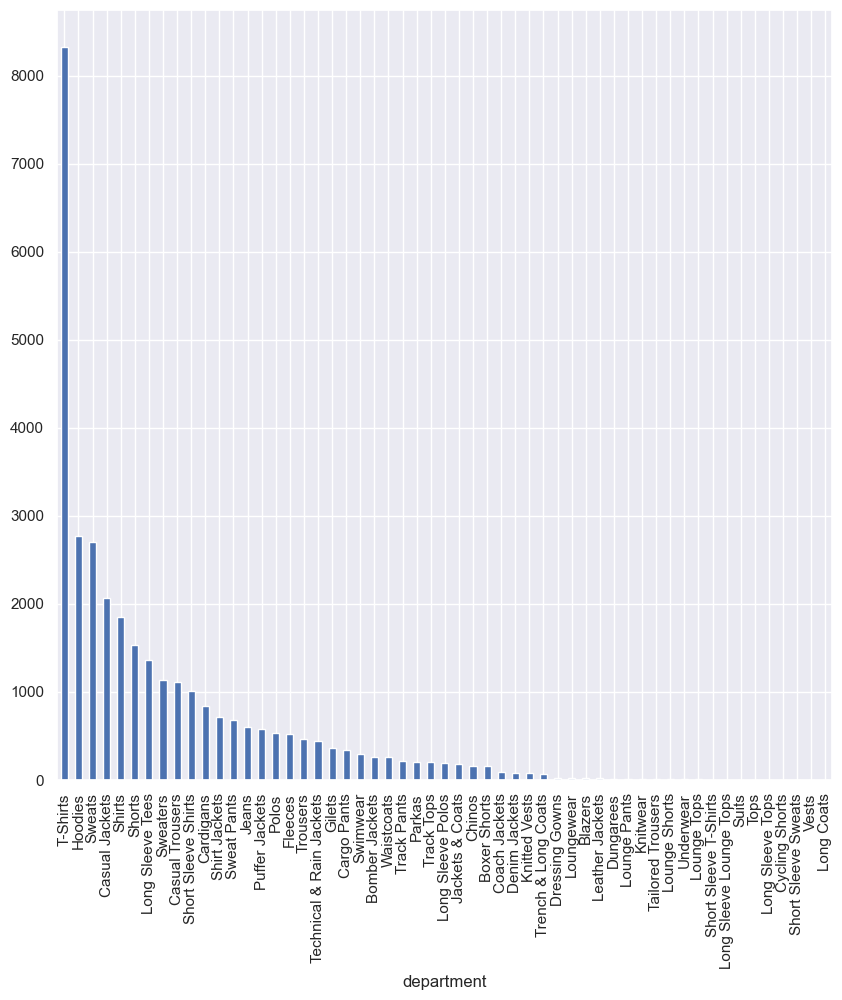 8000
7000
6000
5000
4000
3000
2000
1000
0
T-Shirts
Hoodies
Sweats
Casual Jackets
Shirts
Shorts
Long Sleeve Tees
Sweaters
Casual Trousers
Short Sleeve Shirts
Cardigans
Shirt Jackets
Sweat Pants
Jeans
Puffer Jackets
Polos
Fleeces
Trousers
Technical & Rain Jackets
Gilets
Cargo Pants
Swimwear
Bomber Jackets
Waistcoats
Track Pants
Parkas
Track Tops
Long Sleeve Polos
Jackets & Coats
Chinos
Boxer Shorts
Coach Jackets
Denim Jackets
Knitted Vests
Trench & Long Coats
Dressing Gowns
Loungewear
Blazers
Leather Jackets
Dungarees
Lounge Pants
Knitwear
Tailored Trousers
Lounge Shorts
Underwear
Lounge Tops
Short Sleeve T-Shirts
Long Sleeve Lounge Tops
Suits
Tops
Long Sleeve Tops
Cycling Shorts
Short Sleeve Sweats
Vests
Long Coats
department